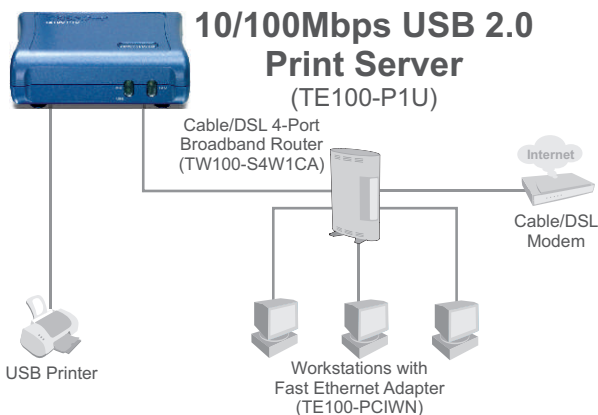 10/100Mbps USB 2.0
Print Server
(TE100-P1U)
Cable/DSL 4-Port
Broadband Router
(TW100-S4W1CA)
Internet
Cable/DSL
Modem
USB Printer
Workstations with
Fast Ethernet Adapter
(TE100-PCIWN)